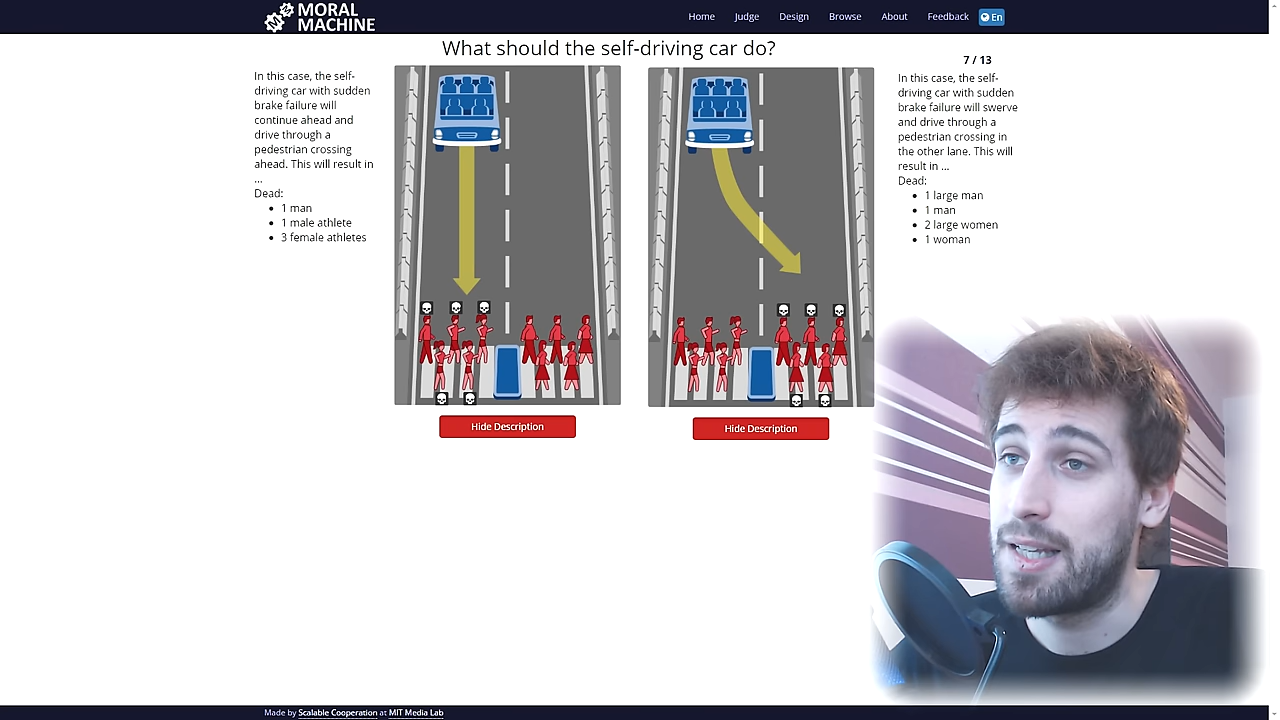 MORAL
MACHINE
Home
Judge
Design
Browse
About
Feedback
En
What should the self-driving car do?
7 / 13
In this case, the self-
driving car with sudden
brake failure will
continue ahead and
drive through a
pedestrian crossing
ahead. This will result in
...
Dead:
1 man
1 male athlete
3 female athletes
In this case, the self-
driving car with sudden
brake failure will swerve
and drive through a
pedestrian crossing in
the other lane. This will
result in ...
Dead:
1 large man
1 man
2 large women
1 woman
Hide Description
Hide Description
Made by Scalable Cooperation at MIT Media Lab